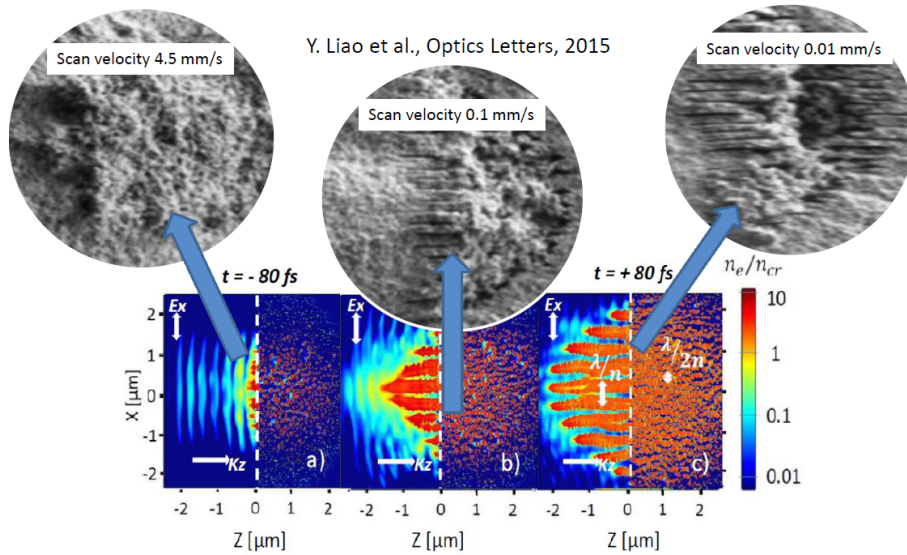 Scan velocity 4.5 mm/s
Y. Liao et al., Optics Letters, 2015
Scan velocity 0.1 mm/s
Scan velocity 0.01 mm/s
t = - 80 fs
t = + 80 fs
n_e/n_cr
Ex
Ex
Ex
λ/n
λ/2n
Kz
Kz
Kz
a)
b)
c)
X [μm]
2
1
0
-1
-2
10
1
0.1
0.01
-2 -1 0 1 2
-2 -1 0 1 2
-2 -1 0 1 2
Z [μm]
Z [μm]
Z [μm]